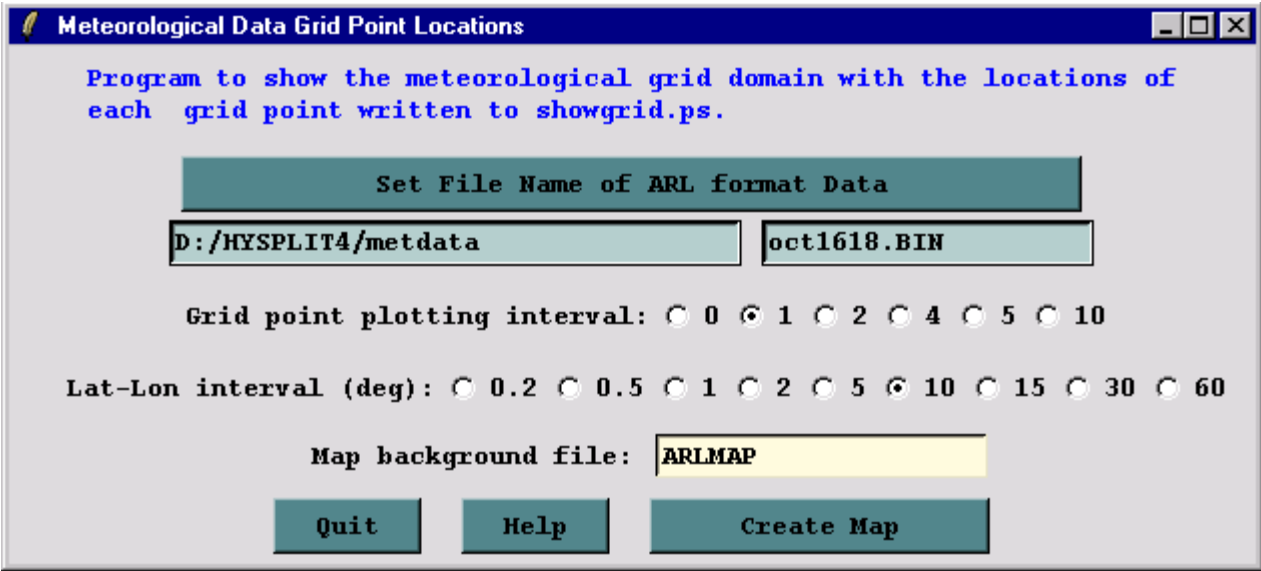 Meteorological Data Grid Point Locations
Program to show the meteorological grid domain with the locations of
each  grid point written to showgrid.ps.
Set File Name of ARL format Data
D:/HYSPLIT4/metdata oct1618.BIN
Grid point plotting interval: 0 1 2 4 5 10
Lat-Lon interval (deg): 0.2 0.5 1 2 5 10 15 30 60
Map background file: ARLMAP
Quit Help Create Map